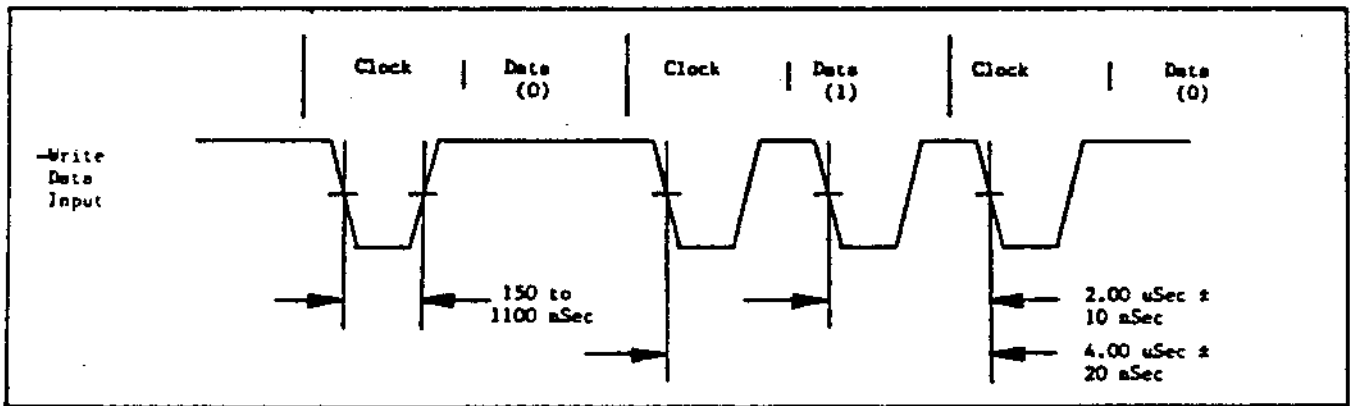 Clock
Data
(0)
Clock
Data
(1)
Clock
Data
(0)
—Write
Data
Input
150 to
1100 nSec
2.00 uSec ±
10 nSec
4.00 uSec ±
20 nSec